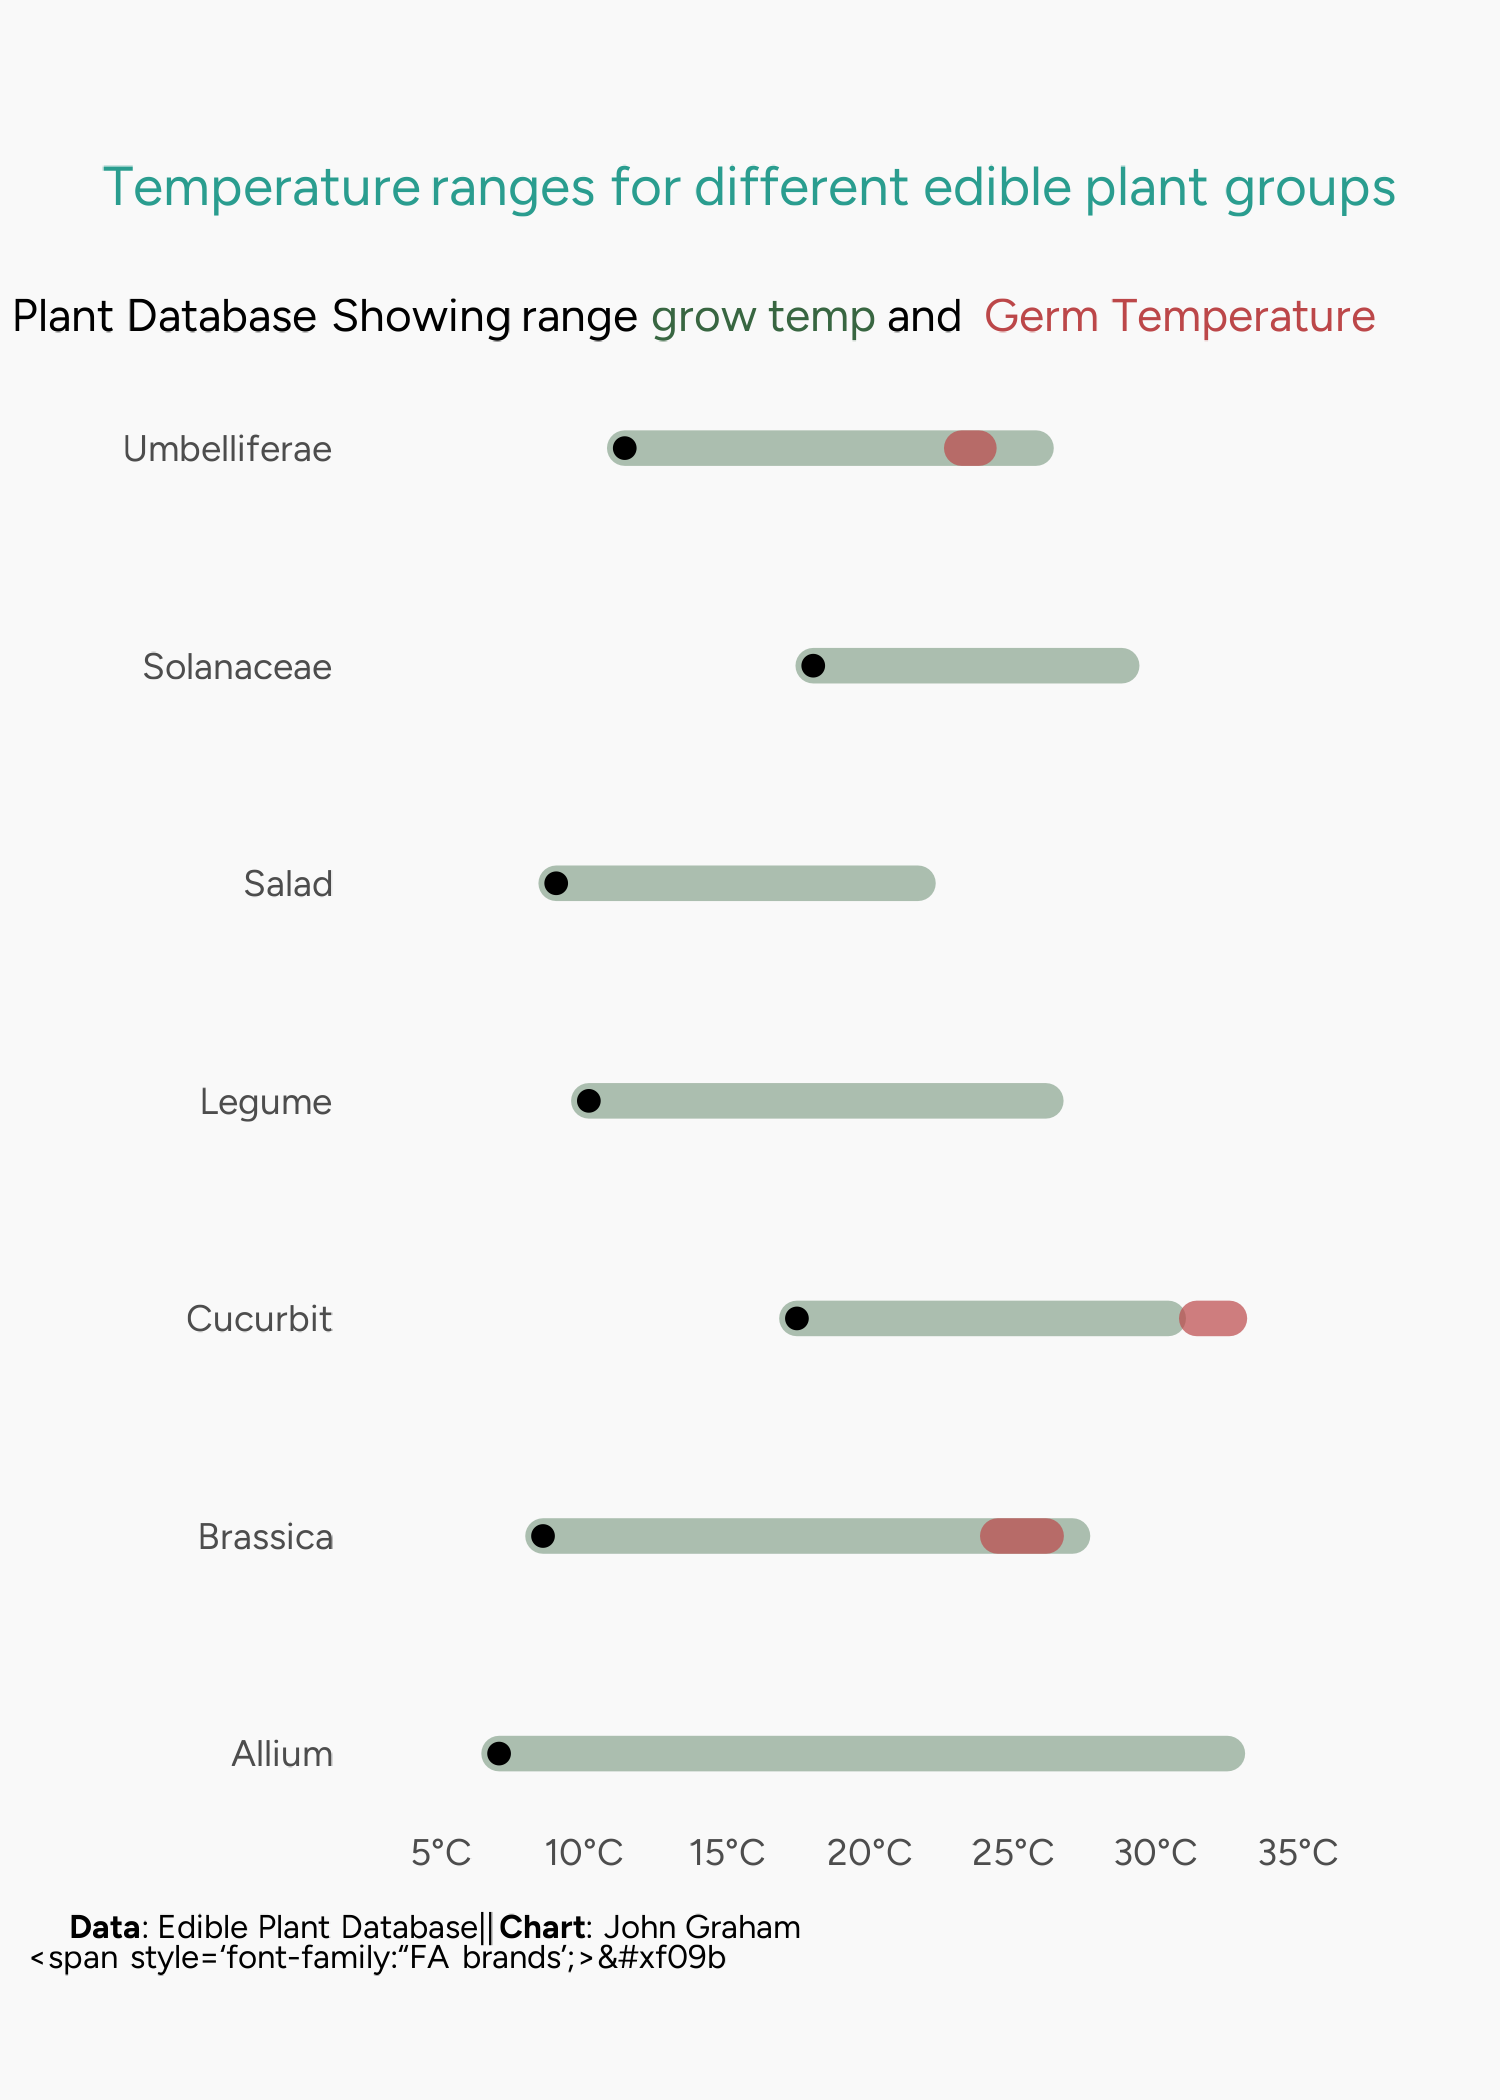 Temperature ranges for different edible plant groups
Plant Database Showing range grow temp and Germ Temperature
Umbelliferae
Solanaceae
Salad
Legume
Cucurbit
Brassica
Allium
5°C 10°C 15°C 20°C 25°C 30°C 35°C
Data: Edible Plant Database||Chart: John Graham
<span style=‘font-family:“FA brands’;>&#xf09b